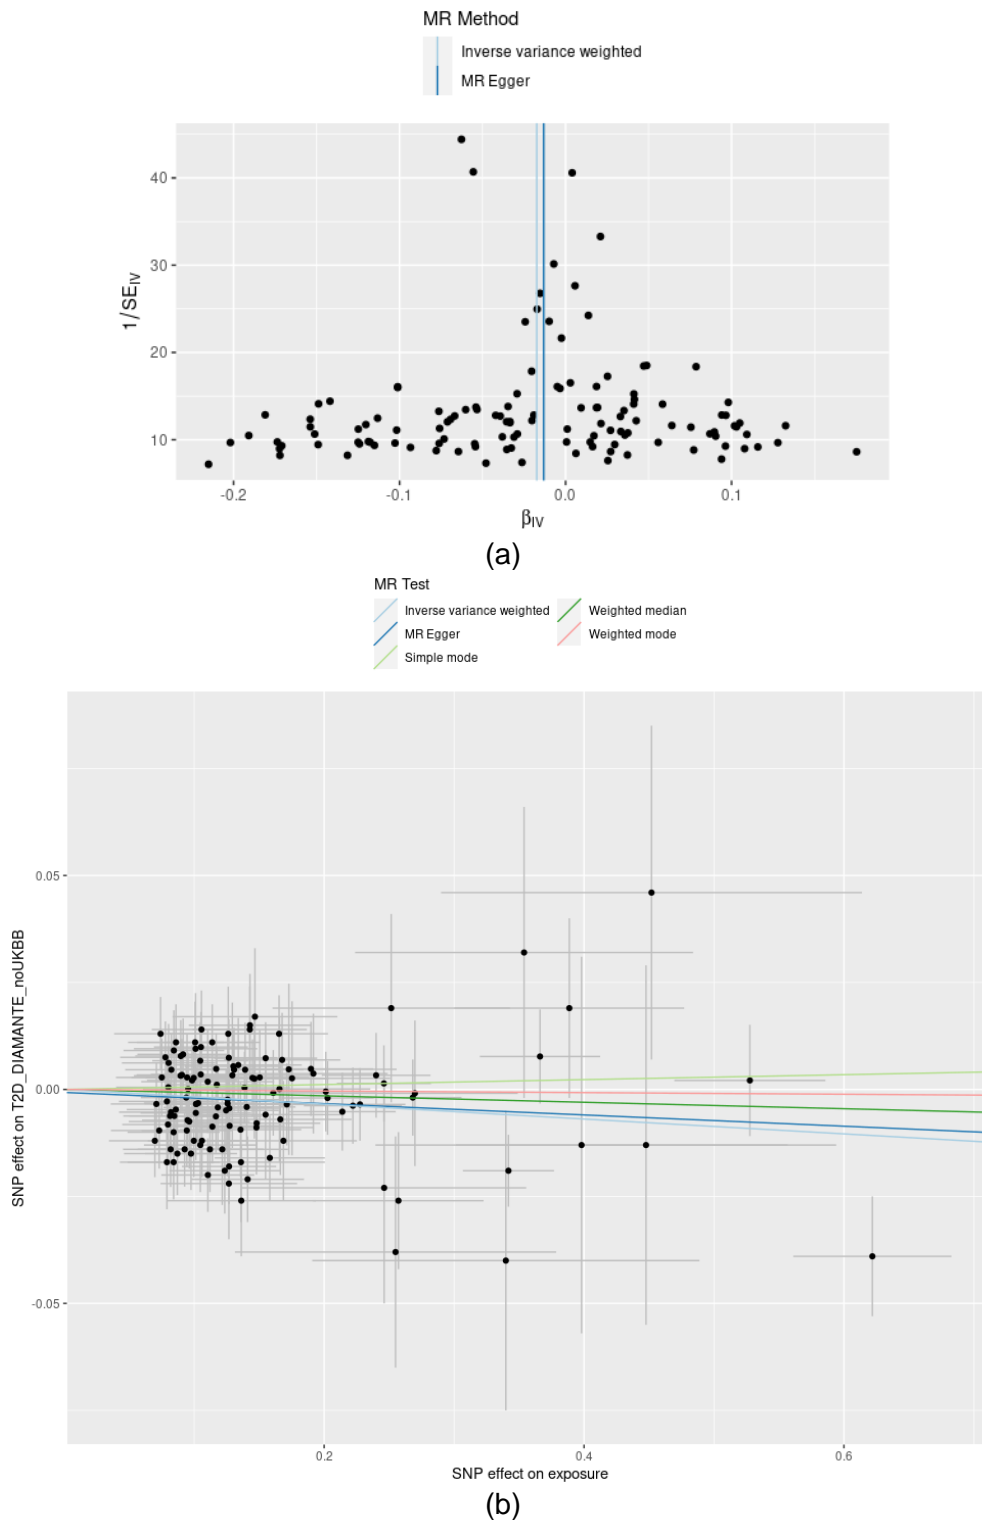 MR Method
Inverse variance weighted
MR Egger
40
30
20
10
1/SE_IV
-0.2 -0.1 0.0 0.1
β_IV
(a)
MR Test
Inverse variance weighted Weighted median
MR Egger Weighted mode
Simple mode
0.05
0.00
-0.05
SNP effect on T2D_DIAMANTE_noUKBB
0.2 0.4 0.6
SNP effect on exposure
(b)